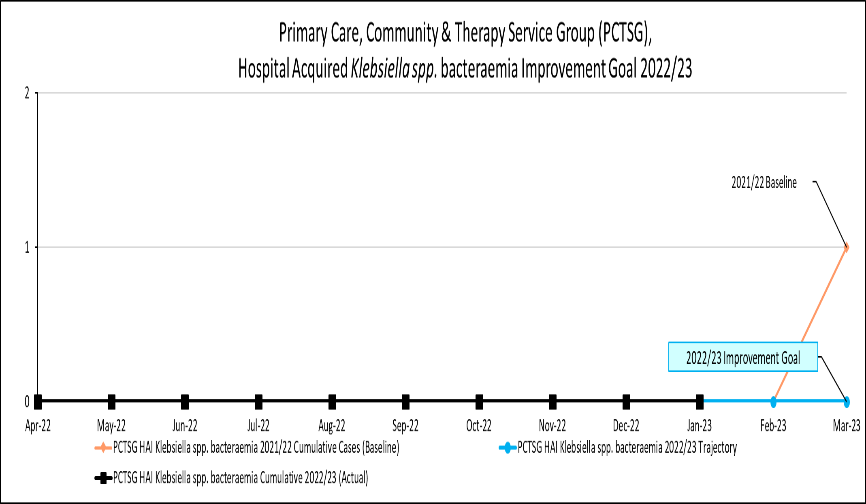 Primary Care, Community & Therapy Service Group (PCTSG),
Hospital Acquired Klebsiella spp. bacteraemia Improvement Goal 2022/23
2
2021/22 Baseline
1
2022/23 Improvement Goal
0
Apr-22 May-22 Jun-22 Jul-22 Aug-22 Sep-22 Oct-22 Nov-22 Dec-22 Jan-23 Feb-23 Mar-23
PCTSG HAI Klebsiella spp. bacteraemia 2021/22 Cumulative Cases (Baseline) PCTSG HAI Klebsiella spp. bacteraemia 2022/23 Trajectory
PCTSG HAI Klebsiella spp. bacteraemia Cumulative 2022/23 (Actual)